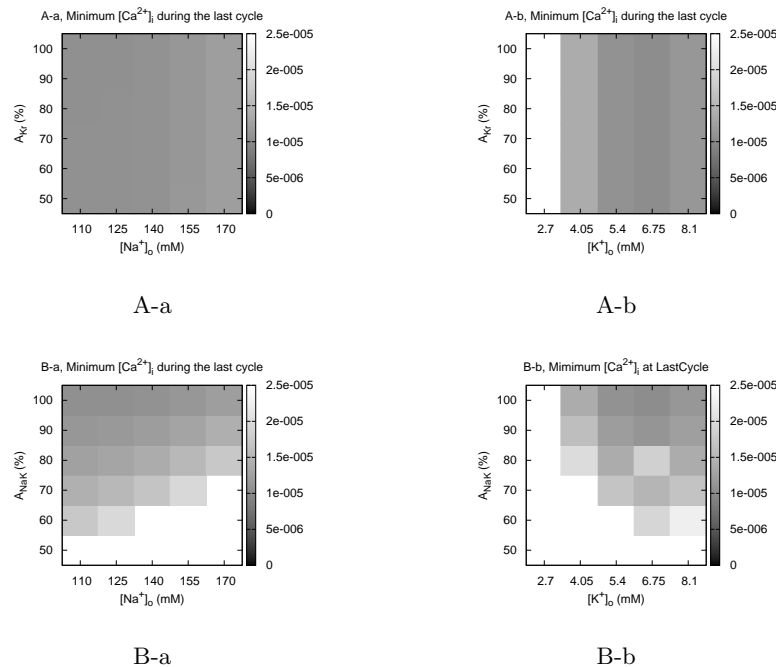 A-a, Minimum [Ca2+]i during the last cycle
100
90
80
70
60
50
AKr (%)
110 125 140 155 170
[Na+]o (mM)
2.5e-005
2e-005
1.5e-005
1e-005
5e-006
0
A-a
A-b, Minimum [Ca2+]i during the last cycle
100
90
80
70
60
50
AKr (%)
2.7 4.05 5.4 6.75 8.1
[K+]o (mM)
2.5e-005
2e-005
1.5e-005
1e-005
5e-006
0
A-b
B-a, Minimum [Ca2+]i during the last cycle
100
90
80
70
60
50
ANaK (%)
110 125 140 155 170
[Na+]o (mM)
2.5e-005
2e-005
1.5e-005
1e-005
5e-006
0
B-a
B-b, Mimimum [Ca2+]i at LastCycle
100
90
80
70
60
50
ANaK (%)
2.7 4.05 5.4 6.75 8.1
[K+]o (mM)
2.5e-005
2e-005
1.5e-005
1e-005
5e-006
0
B-b